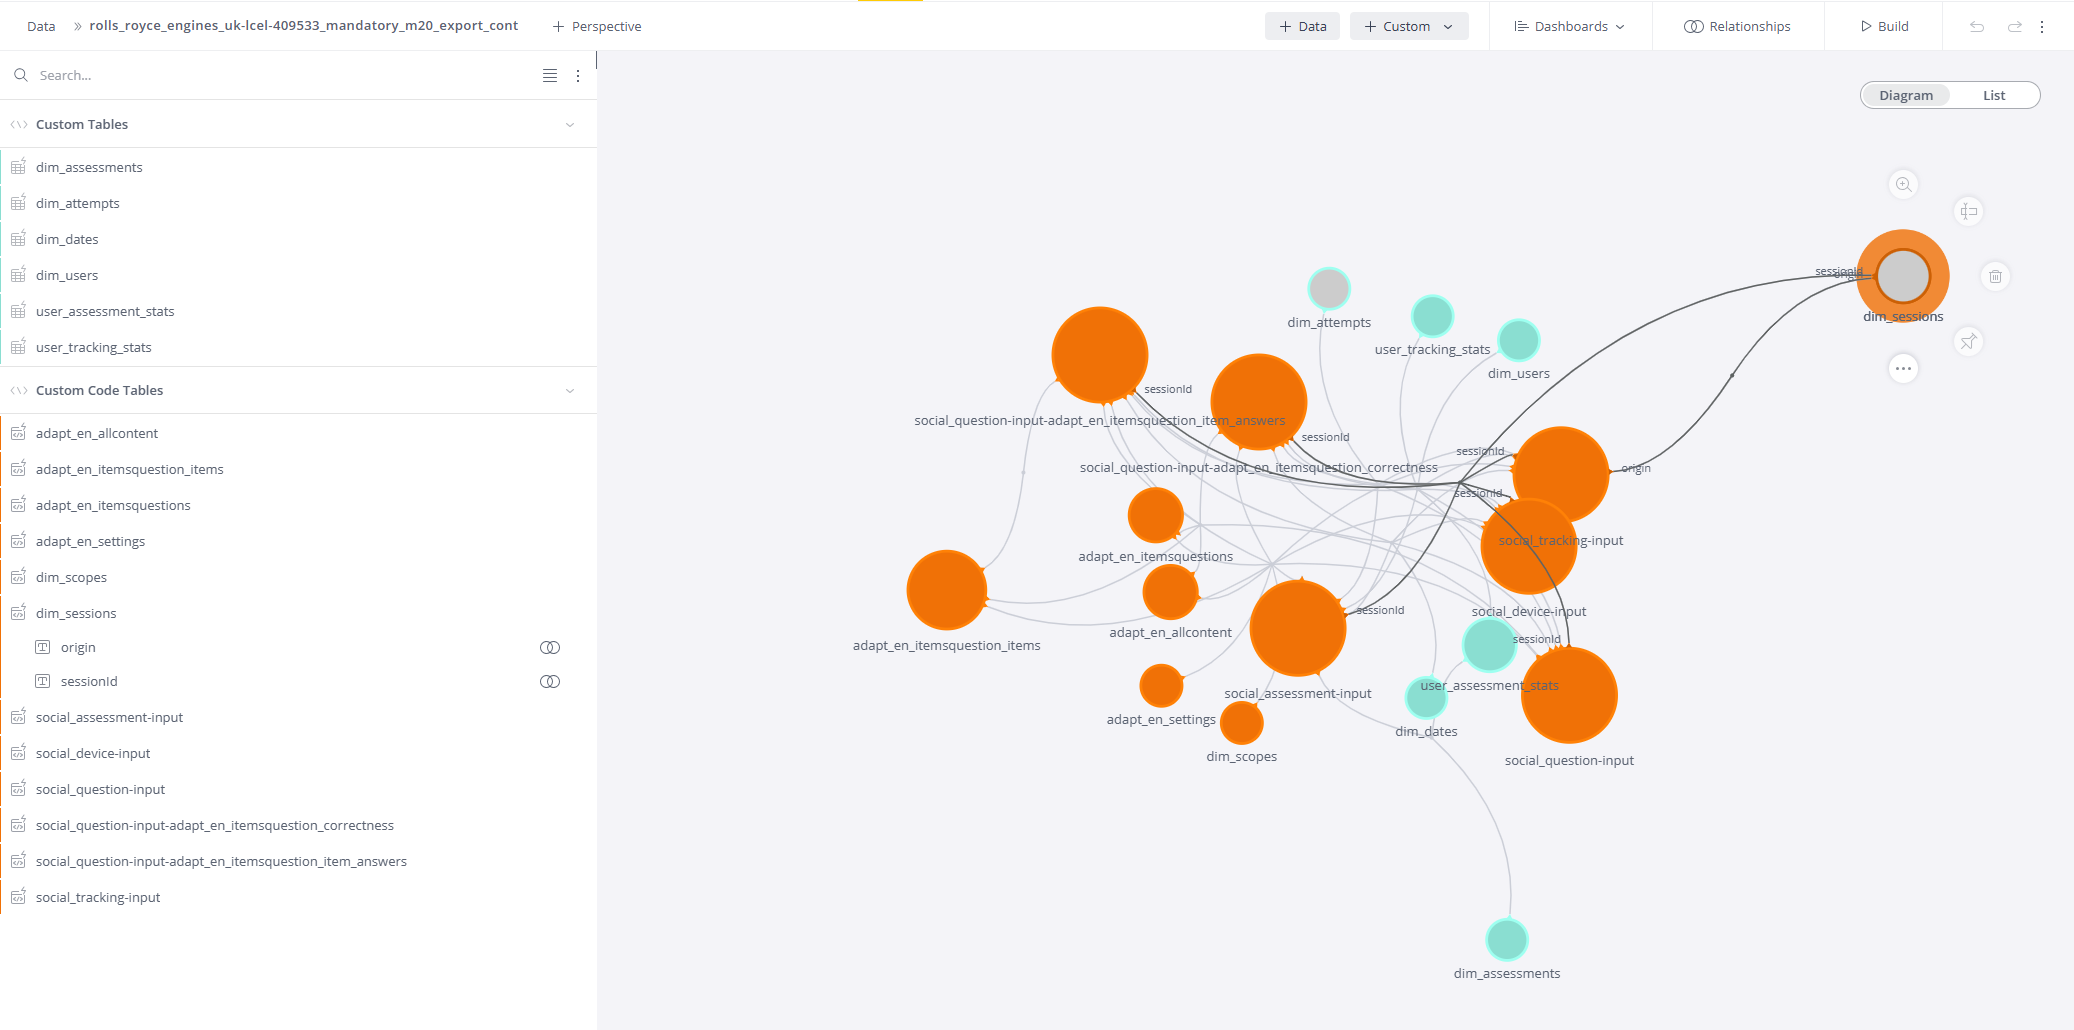 Data » rolls_royce_engines_uk-lcel-409533_mandatory_m20_export_cont + Perspective + Data + Custom Dashboards Relationships Build
Search...
Custom Tables
dim_assessments
dim_attempts
dim_dates
dim_users
user_assessment_stats
user_tracking_stats
Custom Code Tables
adapt_en_allcontent
adapt_en_itemsquestion_items
adapt_en_itemsquestions
adapt_en_settings
dim_scopes
dim_sessions
origin
sessionId
social_assessment-input
social_device-input
social_question-input
social_question-input-adapt_en_itemsquestion_correctness
social_question-input-adapt_en_itemsquestion_item_answers
social_tracking-input
Diagram List
sessionId
dim_sessions
dim_attempts
user_tracking_stats
dim_users
sessionId
social_question-input-adapt_en_itemsquestion_item_answers
sessionId
social_question-input-adapt_en_itemsquestion_correctness
sessionId
origin
sessionId
social_tracking-input
adapt_en_itemsquestions
sessionId
social_device-input
adapt_en_allcontent
sessionId
adapt_en_itemsquestion_items
user_assessment_stats
social_assessment-input
adapt_en_settings
dim_dates
dim_scopes
social_question-input
dim_assessments